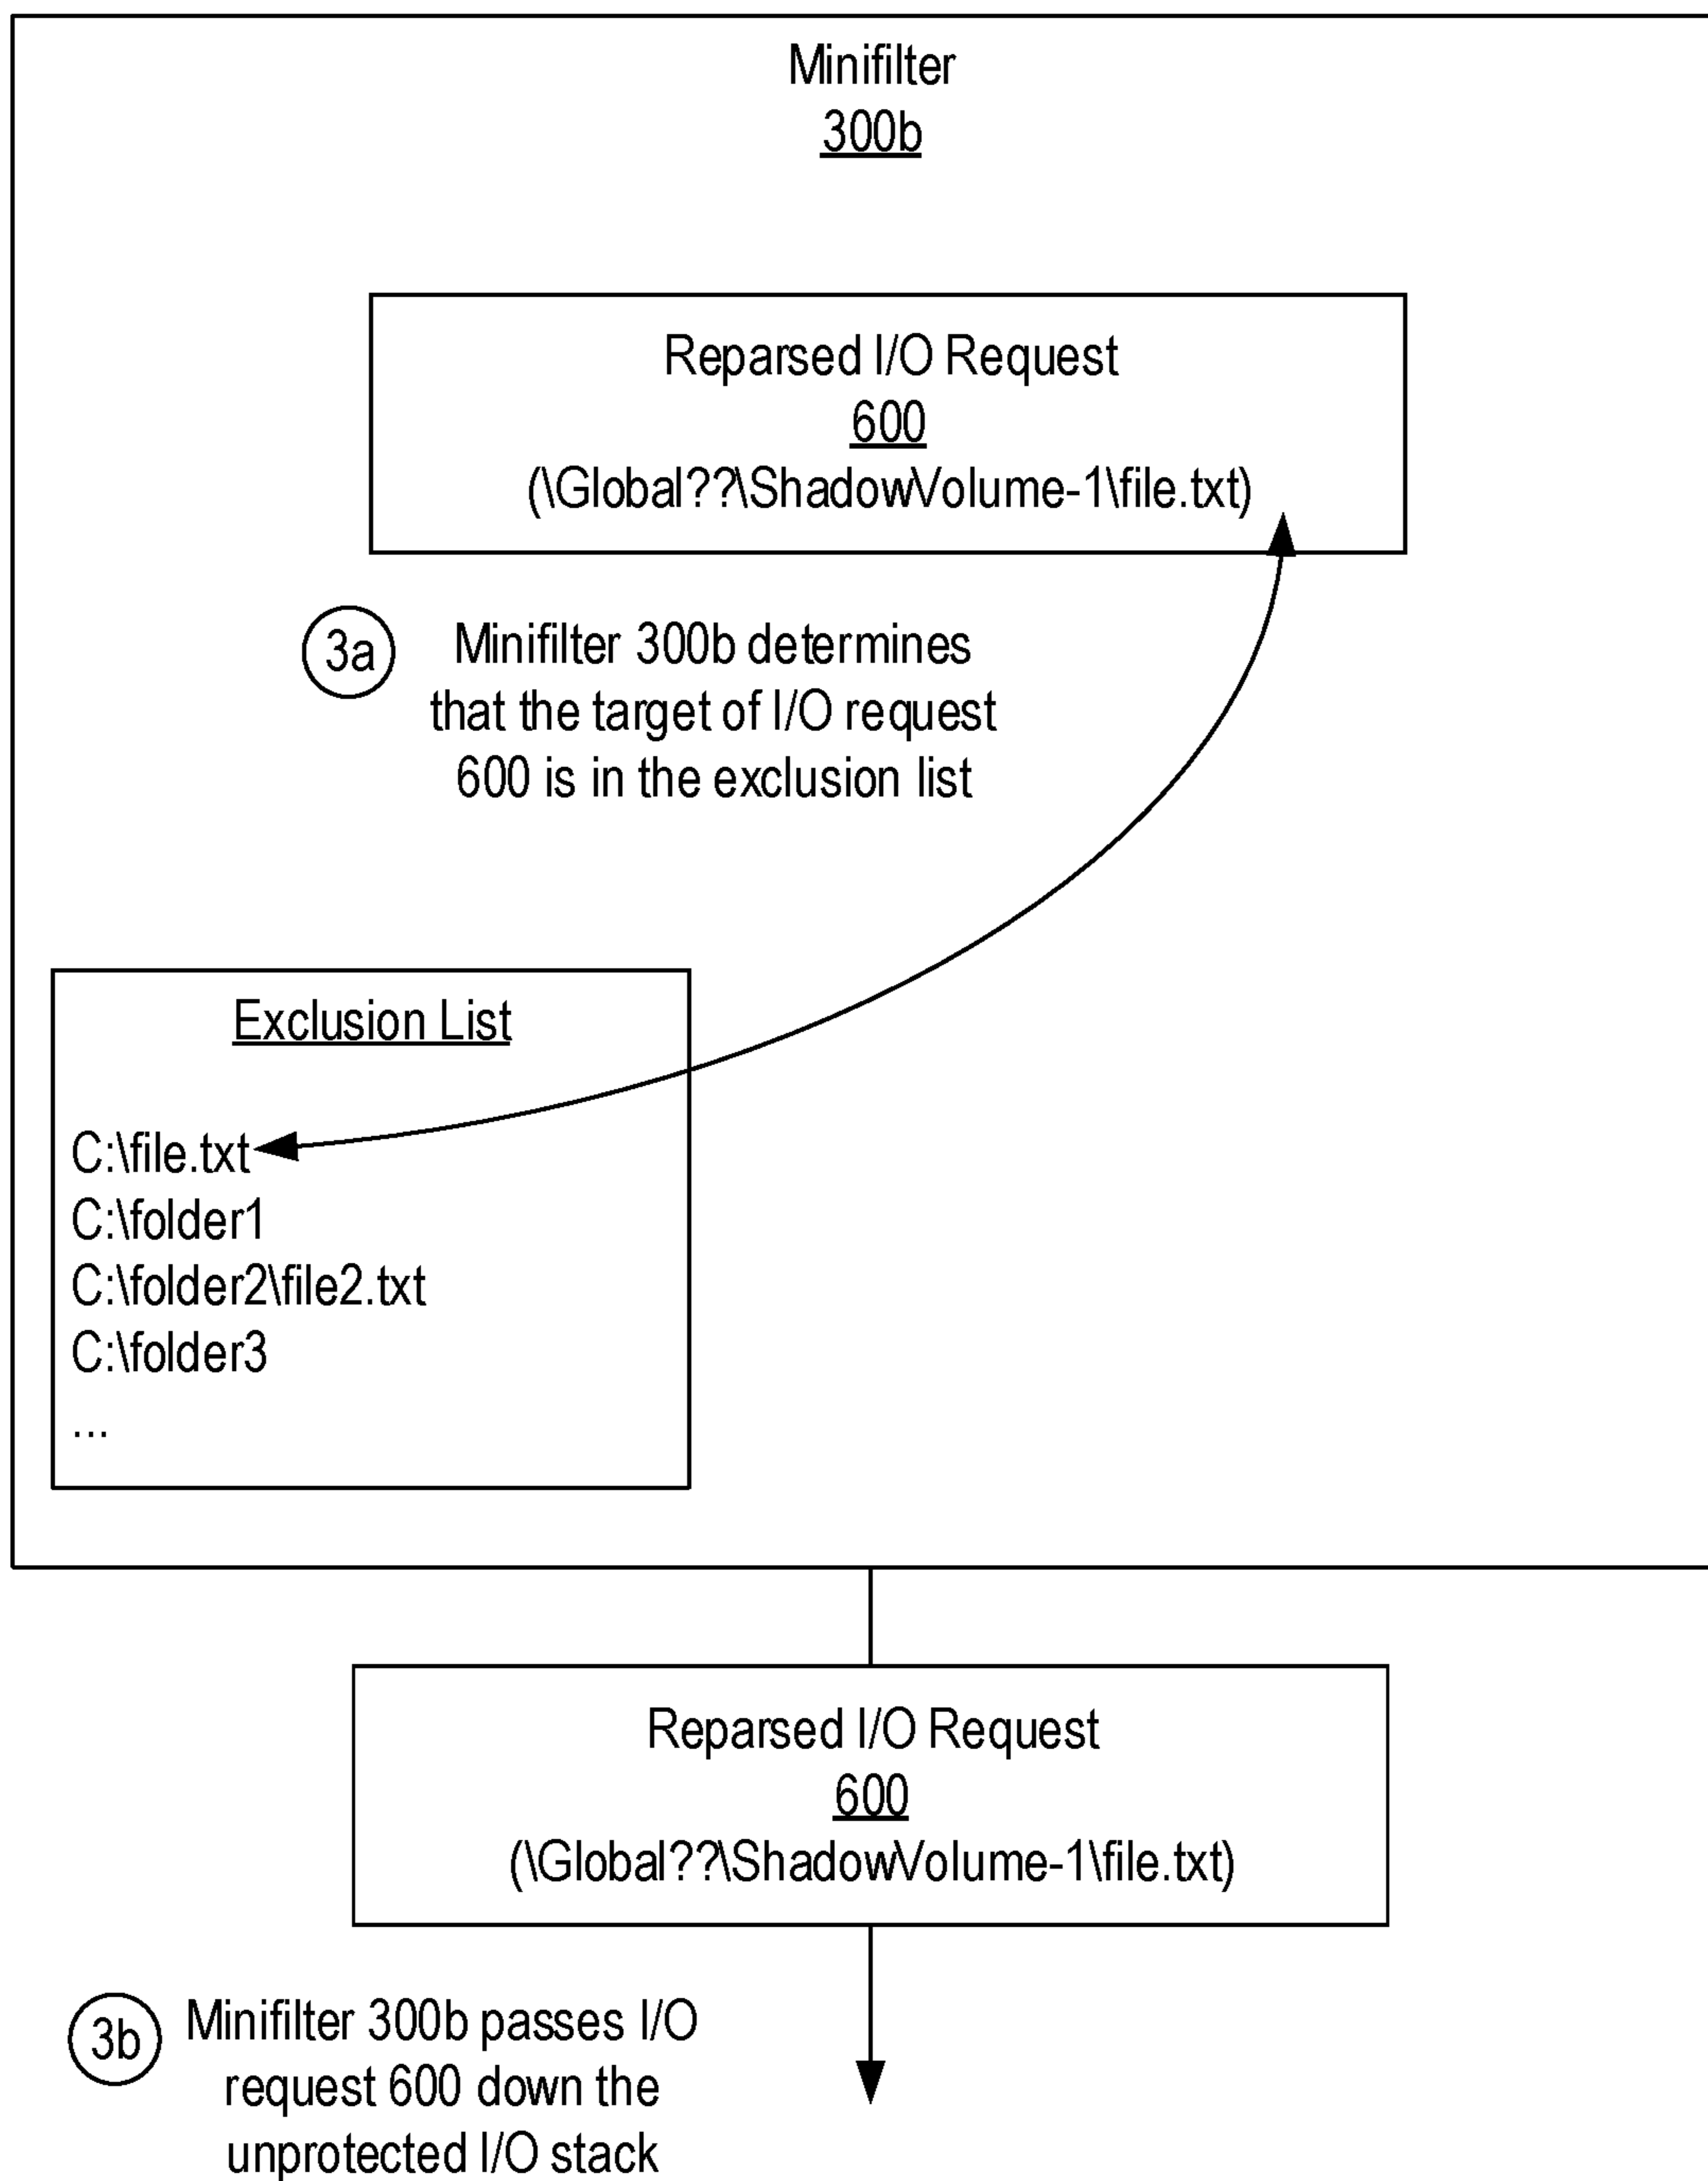 Minifilter
300b
Reparsed I/O Request
600
(\Global??\ShadowVolume-1\file.txt)
3a
Minifilter 300b determines
that the target of I/O request
600 is in the exclusion list
Exclusion List
C:\file.txt
C:\folder1
C:\folder2\file2.txt
C:\folder3
...
Reparsed I/O Request
600
(\Global??\ShadowVolume-1\file.txt)
3b
Minifilter 300b passes I/O
request 600 down the
unprotected I/O stack